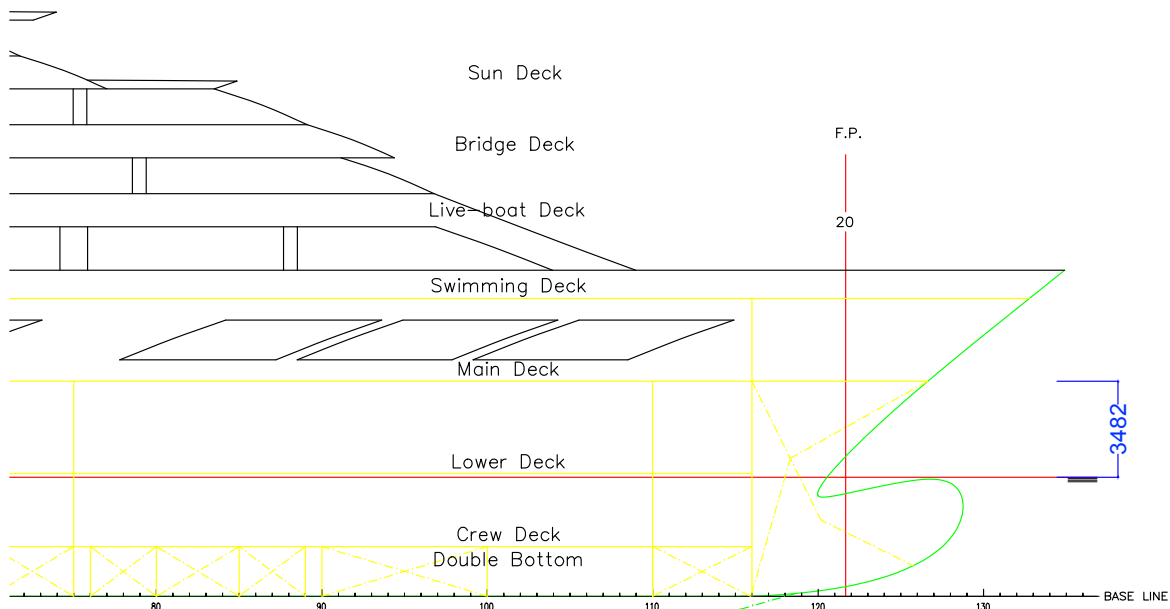 Sun Deck
F.P.
Bridge Deck
Live-boat Deck
20
Swimming Deck
Main Deck
3482
Lower Deck
Crew Deck
Double Bottom
BASE LINE
80 90 100 110 120 130